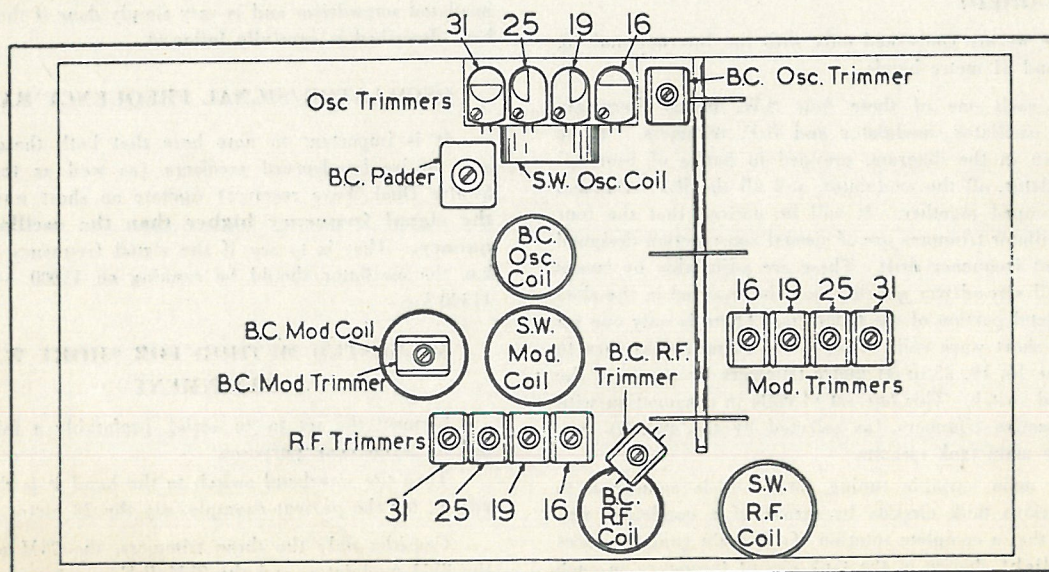 31 25 19 16
Osc Trimmers
B.C. Osc. Trimmer
B.C. Padder
S.W. Osc Coil
B.C.
Osc.
Coil
16 19 25 31
Mod. Trimmers
B.C. Mod Coil
B.C. Mod Trimmer
S.W.
Mod.
Coil
B.C. R.F.
Trimmer
R.F. Trimmers
31 25 19 16
B.C.
R.F.
Coil
S.W.
R.F.
Coil